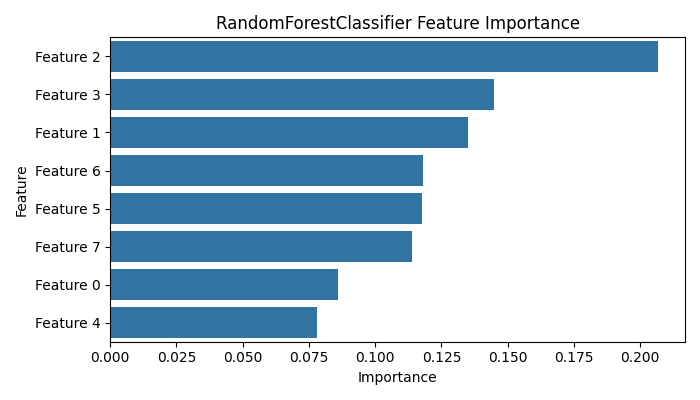 RandomForestClassifier Feature Importance
Feature
Feature 2
Feature 3
Feature 1
Feature 6
Feature 5
Feature 7
Feature 0
Feature 4
0.000 0.025 0.050 0.075 0.100 0.125 0.150 0.175 0.200
Importance